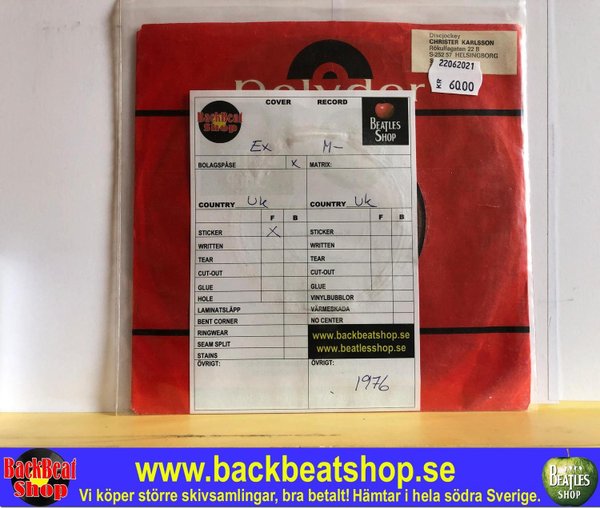 Discjockey
CHRISTER KARLSSON
Rökullagatan 22 B
S-252 57 HELSINGBORG
22062021
KR 60.00
polydor
COVER RECORD
BackBeat Shop
BEATLES SHOP
Ex M-
BOLAGSPÅSE X MATRIX:
COUNTRY Uk COUNTRY Uk
F B F B
STICKER X STICKER
WRITTEN WRITTEN
TEAR TEAR
CUT-OUT CUT-OUT
GLUE GLUE
HOLE VINYLBUBBLOR
LAMINATSLÄPP VÄRMESKADA
BENT CORNER NO CENTER
RINGWEAR www.backbeatshop.se
SEAM SPLIT www.beatlesshop.se
STAINS
ÖVRIGT: ÖVRIGT:
1976
BackBeat Shop
www.backbeatshop.se
Vi köper större skivsamlingar, bra betalt! Hämtar i hela södra Sverige.
BEATLES SHOP